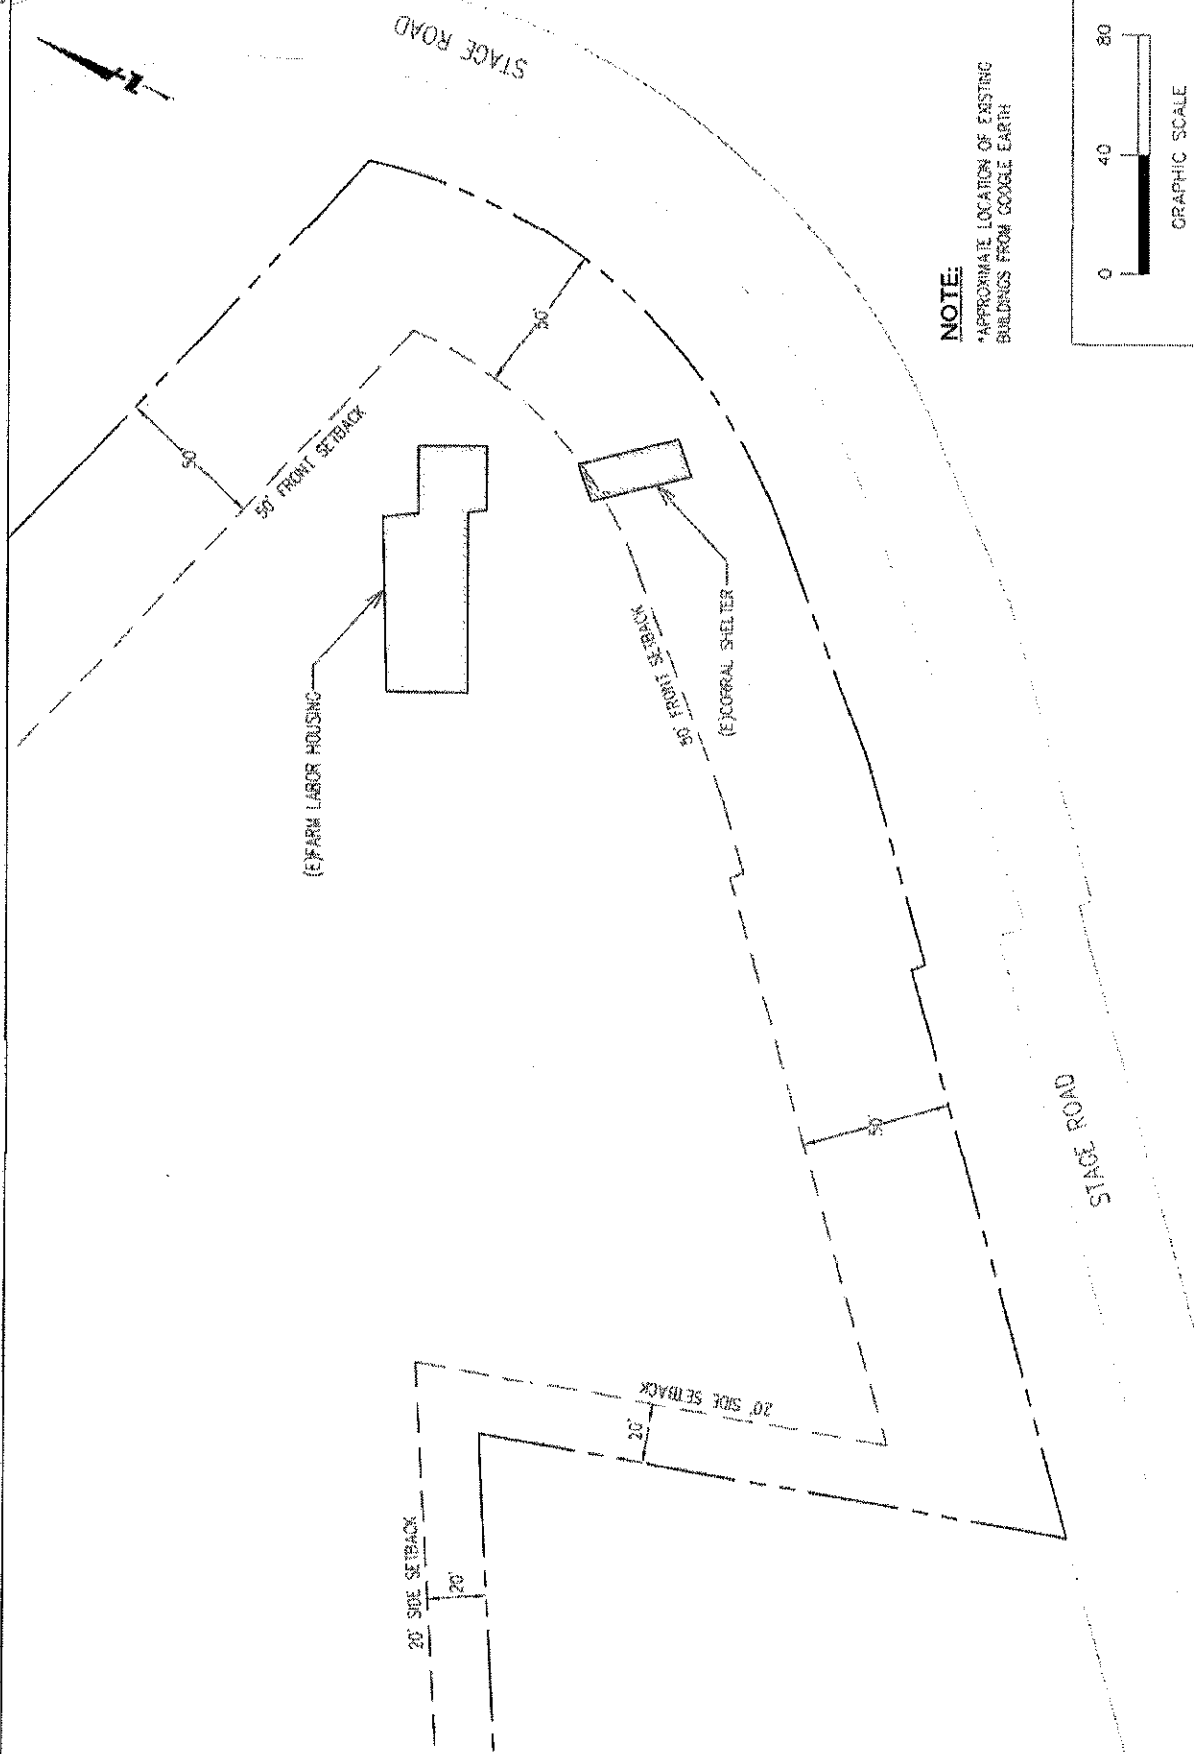 STAGE ROAD
50'
50'
50' FRONT SETBACK
(E)FARM LABOR HOUSING
50' FRONT SETBACK
(E)CORRAL SHELTER
NOTE:
*APPROXIMATE LOCATION OF EXISTING
BUILDINGS FROM GOOGLE EARTH
0 40 80
GRAPHIC SCALE
50'
STAGE ROAD
20' SIDE SETBACK
20'
20' SIDE SETBACK
20'
N